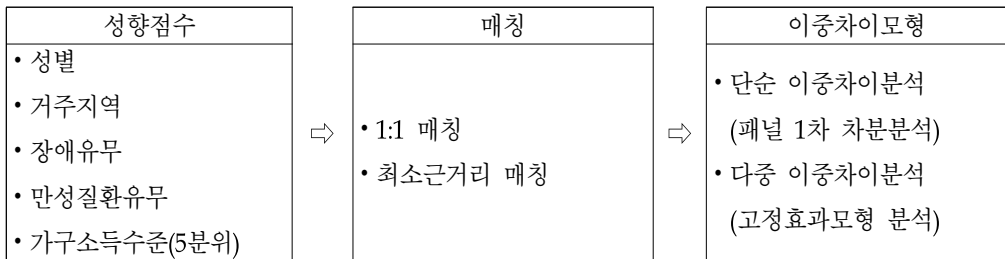 성향점수
• 성별
• 거주지역
• 장애유무
• 만성질환유무
• 가구소득수준(5분위)
⇨
매칭
• 1:1 매칭
• 최소근거리 매칭
⇨
이중차이모형
• 단순 이중차이분석
(패널 1차 차분분석)
• 다중 이중차이분석
(고정효과모형 분석)